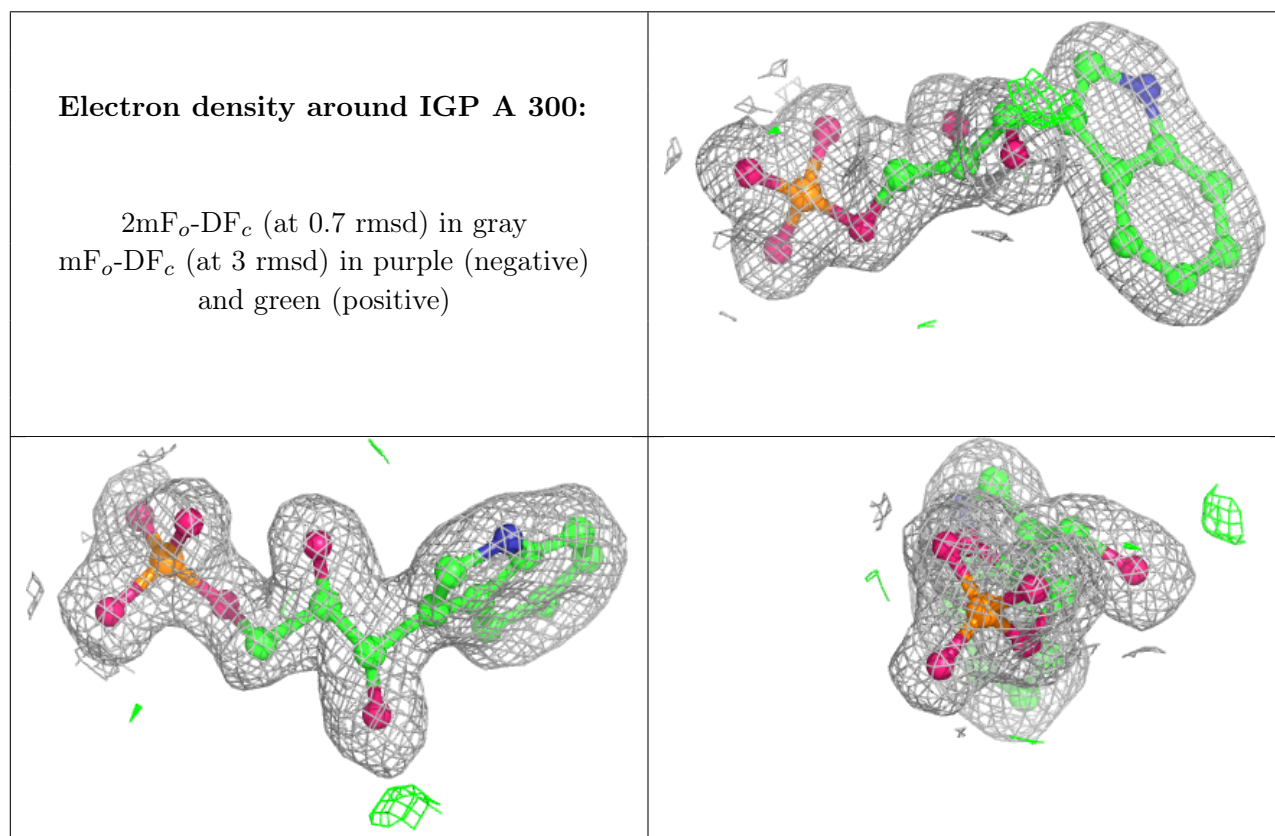 Electron density around IGP A 300:
2mFo-DFc (at 0.7 rmsd) in gray
mFo-DFc (at 3 rmsd) in purple (negative)
and green (positive)